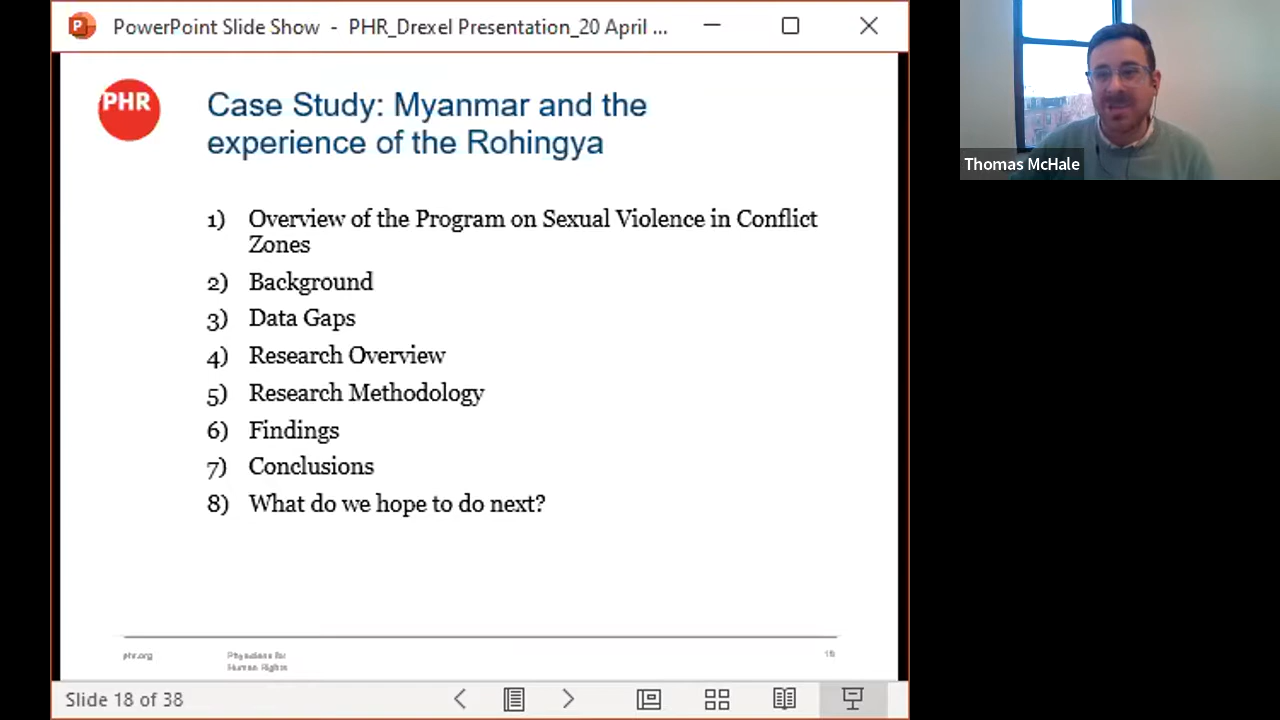 PowerPoint Slide Show - PHR_Drexel Presentation_20 April ...
PHR
Case Study: Myanmar and the
experience of the Rohingya
1) Overview of the Program on Sexual Violence in Conflict
Zones
2) Background
3) Data Gaps
4) Research Overview
5) Research Methodology
6) Findings
7) Conclusions
8) What do we hope to do next?
phr.org
Physicians for
Human Rights
18
Slide 18 of 38
Thomas McHale